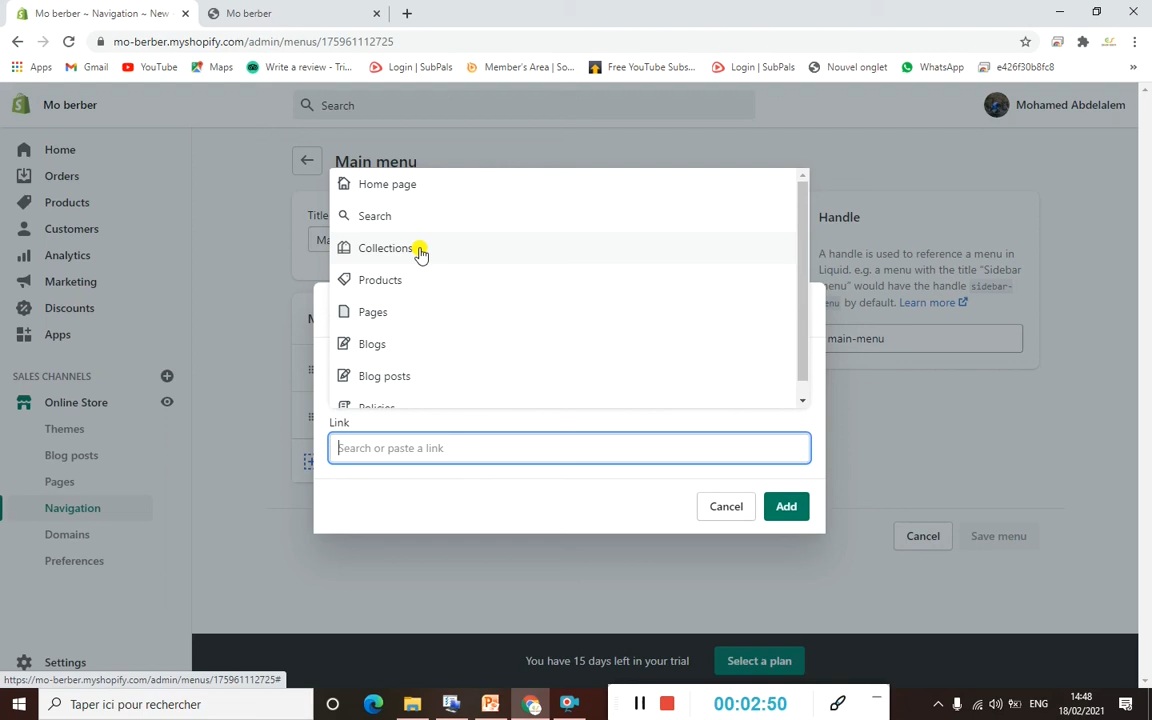 Mo berber ~ Navigation ~ New
Mo berber
mo-berber.myshopify.com/admin/menus/175961112725
Apps
Gmail
YouTube
Maps
Write a review - Tri...
Login | SubPals
Member's Area | So...
Free YouTube Subs...
Login | SubPals
Nouvel onglet
WhatsApp
e426f30b8fc8
»
Mo berber
Search
Mohamed Abdelalem
Home
Orders
Products
Customers
Analytics
Marketing
Discounts
Apps
SALES CHANNELS
Online Store
Themes
Blog posts
Pages
Navigation
Domains
Preferences
Settings
Main menu
Title
Ma
M
Home page
Search
Collections
Products
Pages
Blogs
Blog posts
Policies
Link
Search or paste a link
Cancel
Add
Handle
A handle is used to reference a menu in
Liquid. e.g. a menu with the title "Sidebar
enu" would have the handle sidebar-
enu by default. Learn more
main-menu
Cancel
Save menu
You have 15 days left in your trial
Select a plan
https://mo-berber.myshopify.com/admin/menus/175961112725#
Taper ici pour rechercher
00:02:50
ENG
14:48
18/02/2021